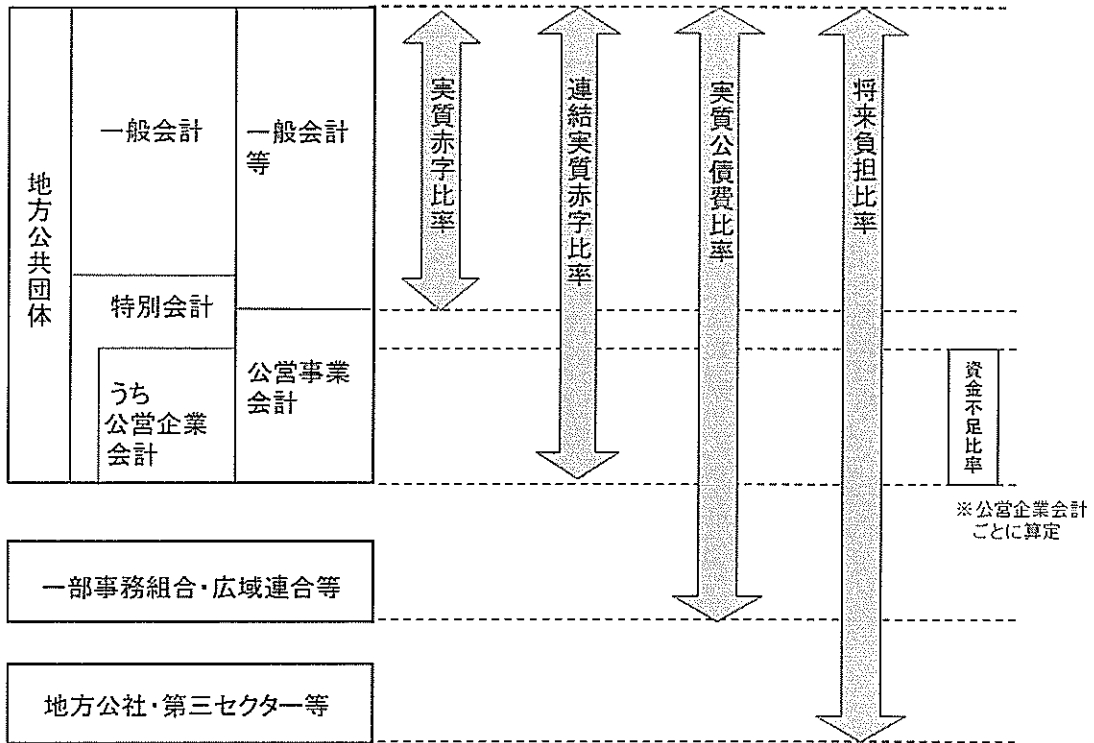 地方公共団体
一般会計
特別会計
うち
公営企業
会計
一般会計
等
公営事業
会計
実質赤字比率
連結実質赤字比率
実質公債費比率
将来負担比率
資金不足比率
※公営企業会計
ごとに算定
一部事務組合・広域連合等
地方公社・第三セクター等